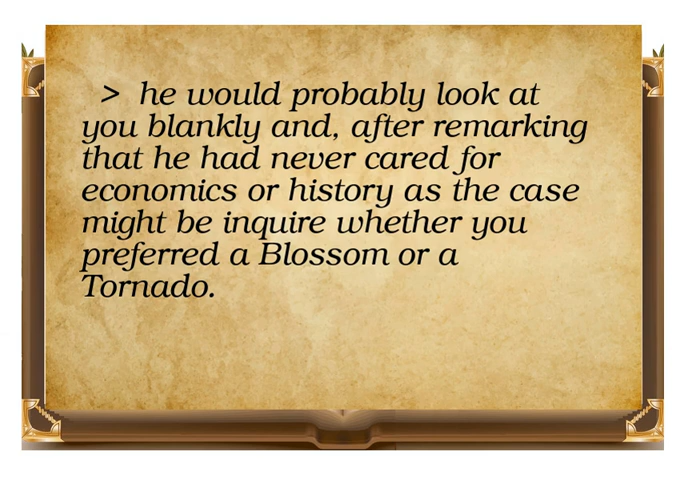 > he would probably look at
you blankly and, after remarking
that he had never cared for
economics or history as the case
might be inquire whether you
preferred a Blossom or a
Tornado.